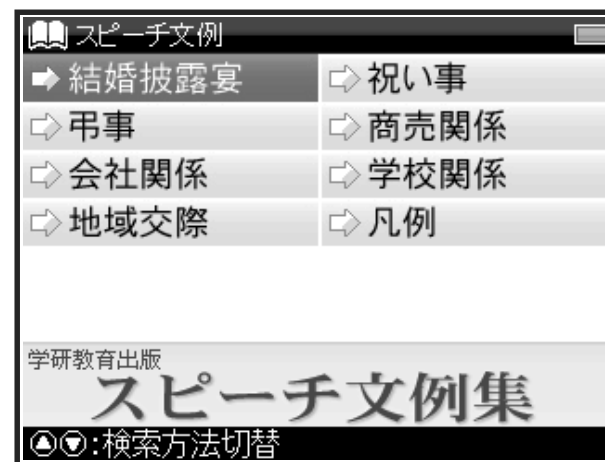 スピーチ文例
結婚披露宴 祝い事
弔事 商売関係
会社関係 学校関係
地域交際 凡例
学研教育出版
スピーチ文例集
:検索方法切替